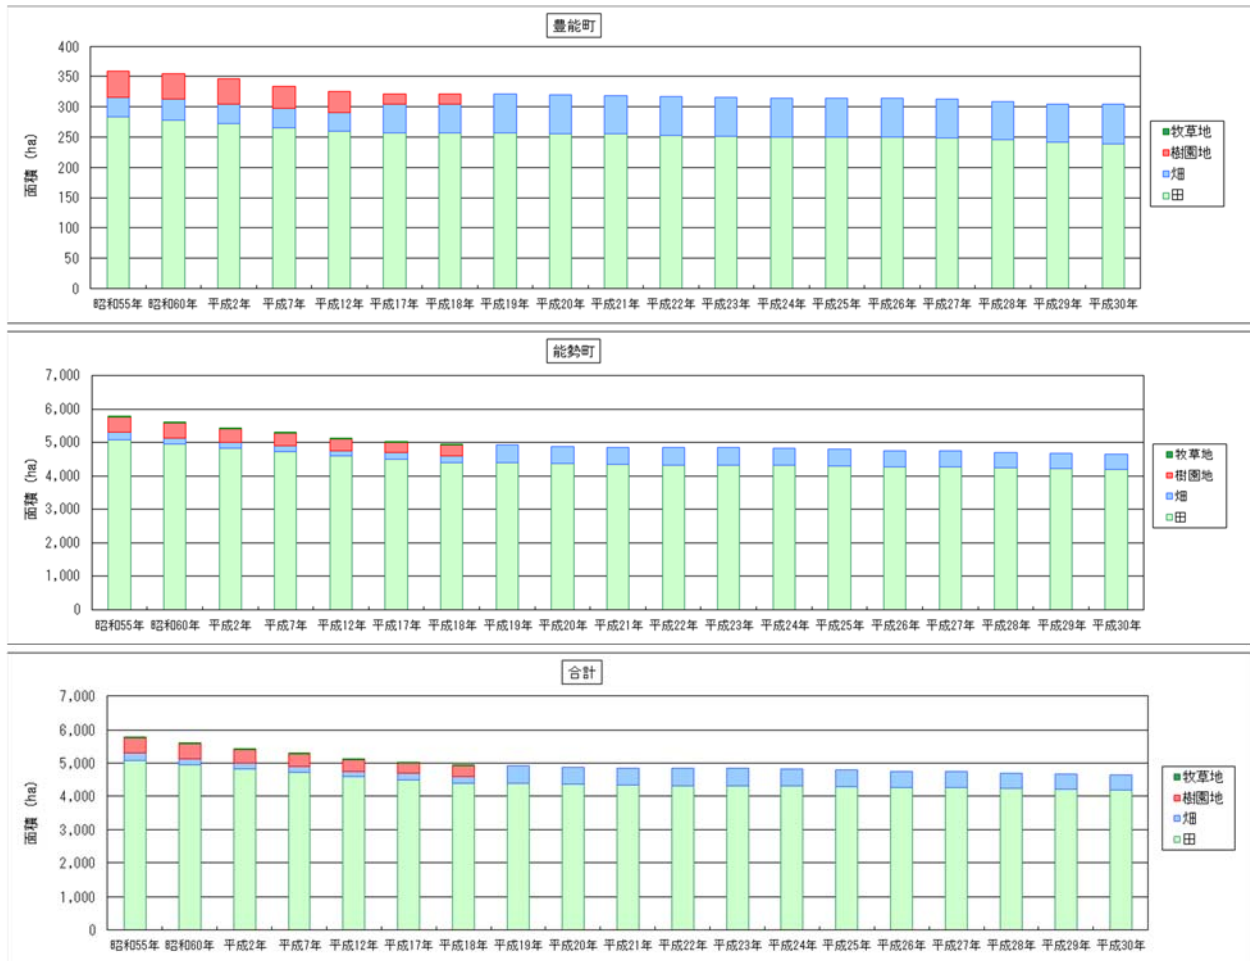 豊能町
400
350
300
250
200
150
100
50
0
面積 (ha)
昭和55年 昭和60年 平成2年 平成7年 平成12年 平成17年 平成18年 平成19年 平成20年 平成21年 平成22年 平成23年 平成24年 平成25年 平成26年 平成27年 平成28年 平成29年 平成30年
牧草地
樹園地
畑
田
能勢町
7,000
6,000
5,000
4,000
3,000
2,000
1,000
0
面積 (ha)
昭和55年 昭和60年 平成2年 平成7年 平成12年 平成17年 平成18年 平成19年 平成20年 平成21年 平成22年 平成23年 平成24年 平成25年 平成26年 平成27年 平成28年 平成29年 平成30年
牧草地
樹園地
畑
田
合計
7,000
6,000
5,000
4,000
3,000
2,000
1,000
0
面積 (ha)
昭和55年 昭和60年 平成2年 平成7年 平成12年 平成17年 平成18年 平成19年 平成20年 平成21年 平成22年 平成23年 平成24年 平成25年 平成26年 平成27年 平成28年 平成29年 平成30年
牧草地
樹園地
畑
田